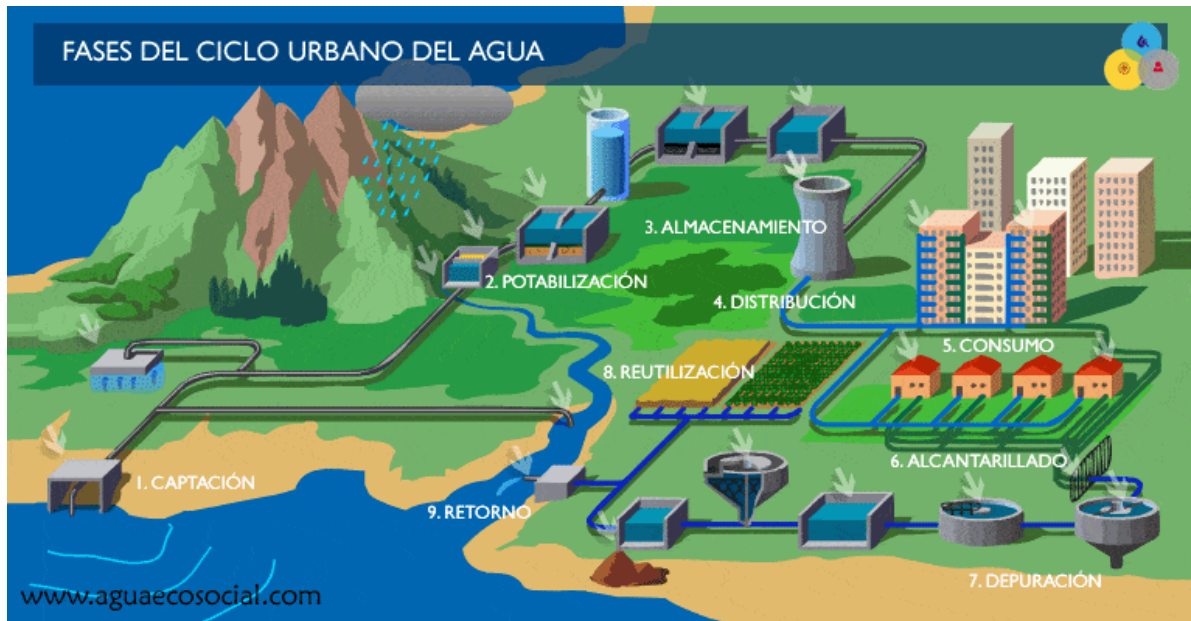 FASES DEL CICLO URBANO DEL AGUA
3. ALMACENAMIENTO
2. POTABILIZACIÓN
4. DISTRIBUCIÓN
5. CONSUMO
8. REUTILIZACIÓN
6. ALCANTARILLADO
1. CAPTACIÓN
9. RETORNO
7. DEPURACIÓN
www.aguaecosocial.com